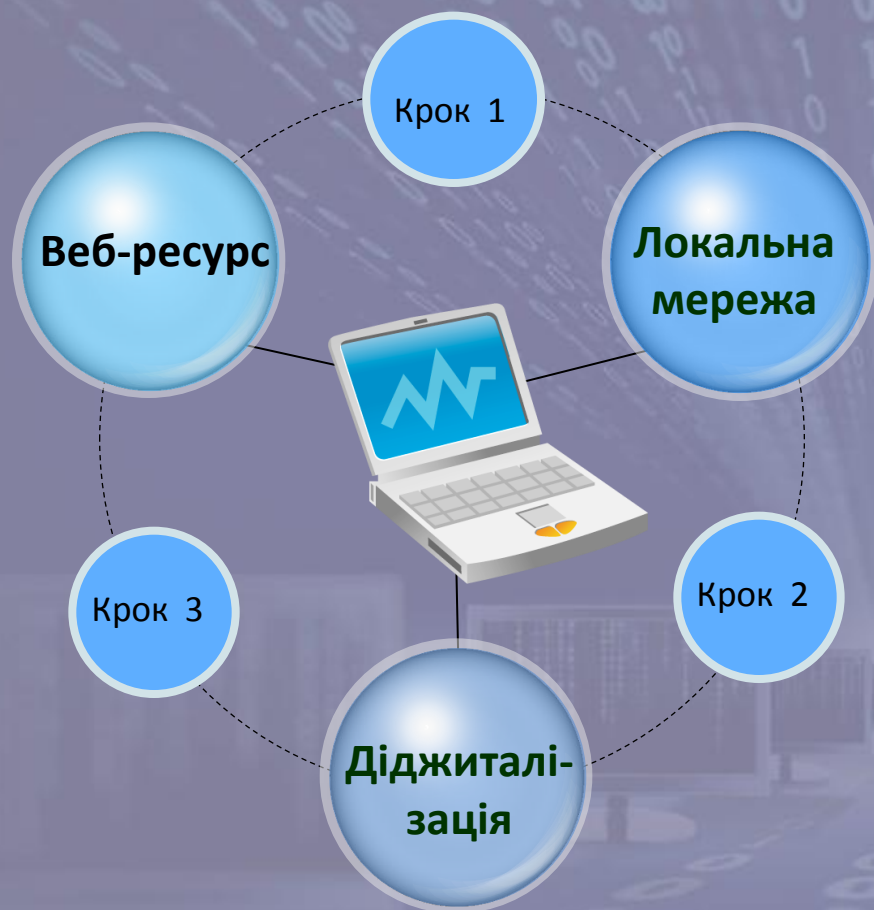 Крок 1
Веб-ресурс
Локальна
мережа
Крок 3
Крок 2
Діджиталі-
зація